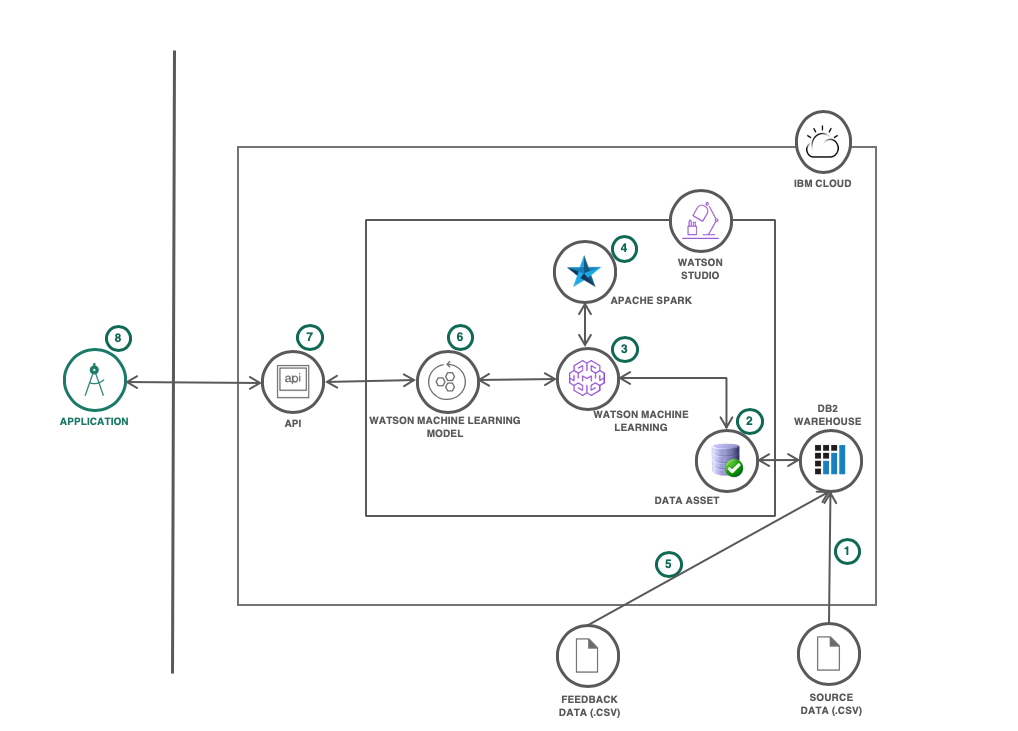 IBM CLOUD
4
WATSON
STUDIO
APACHE SPARK
8
7
6
3
api
APPLICATION
API
WATSON MACHINE LEARNING
MODEL
WATSON MACHINE
LEARNING
2
DB2
WAREHOUSE
DATA ASSET
1
5
FEEDBACK
DATA (.CSV)
SOURCE
DATA (.CSV)